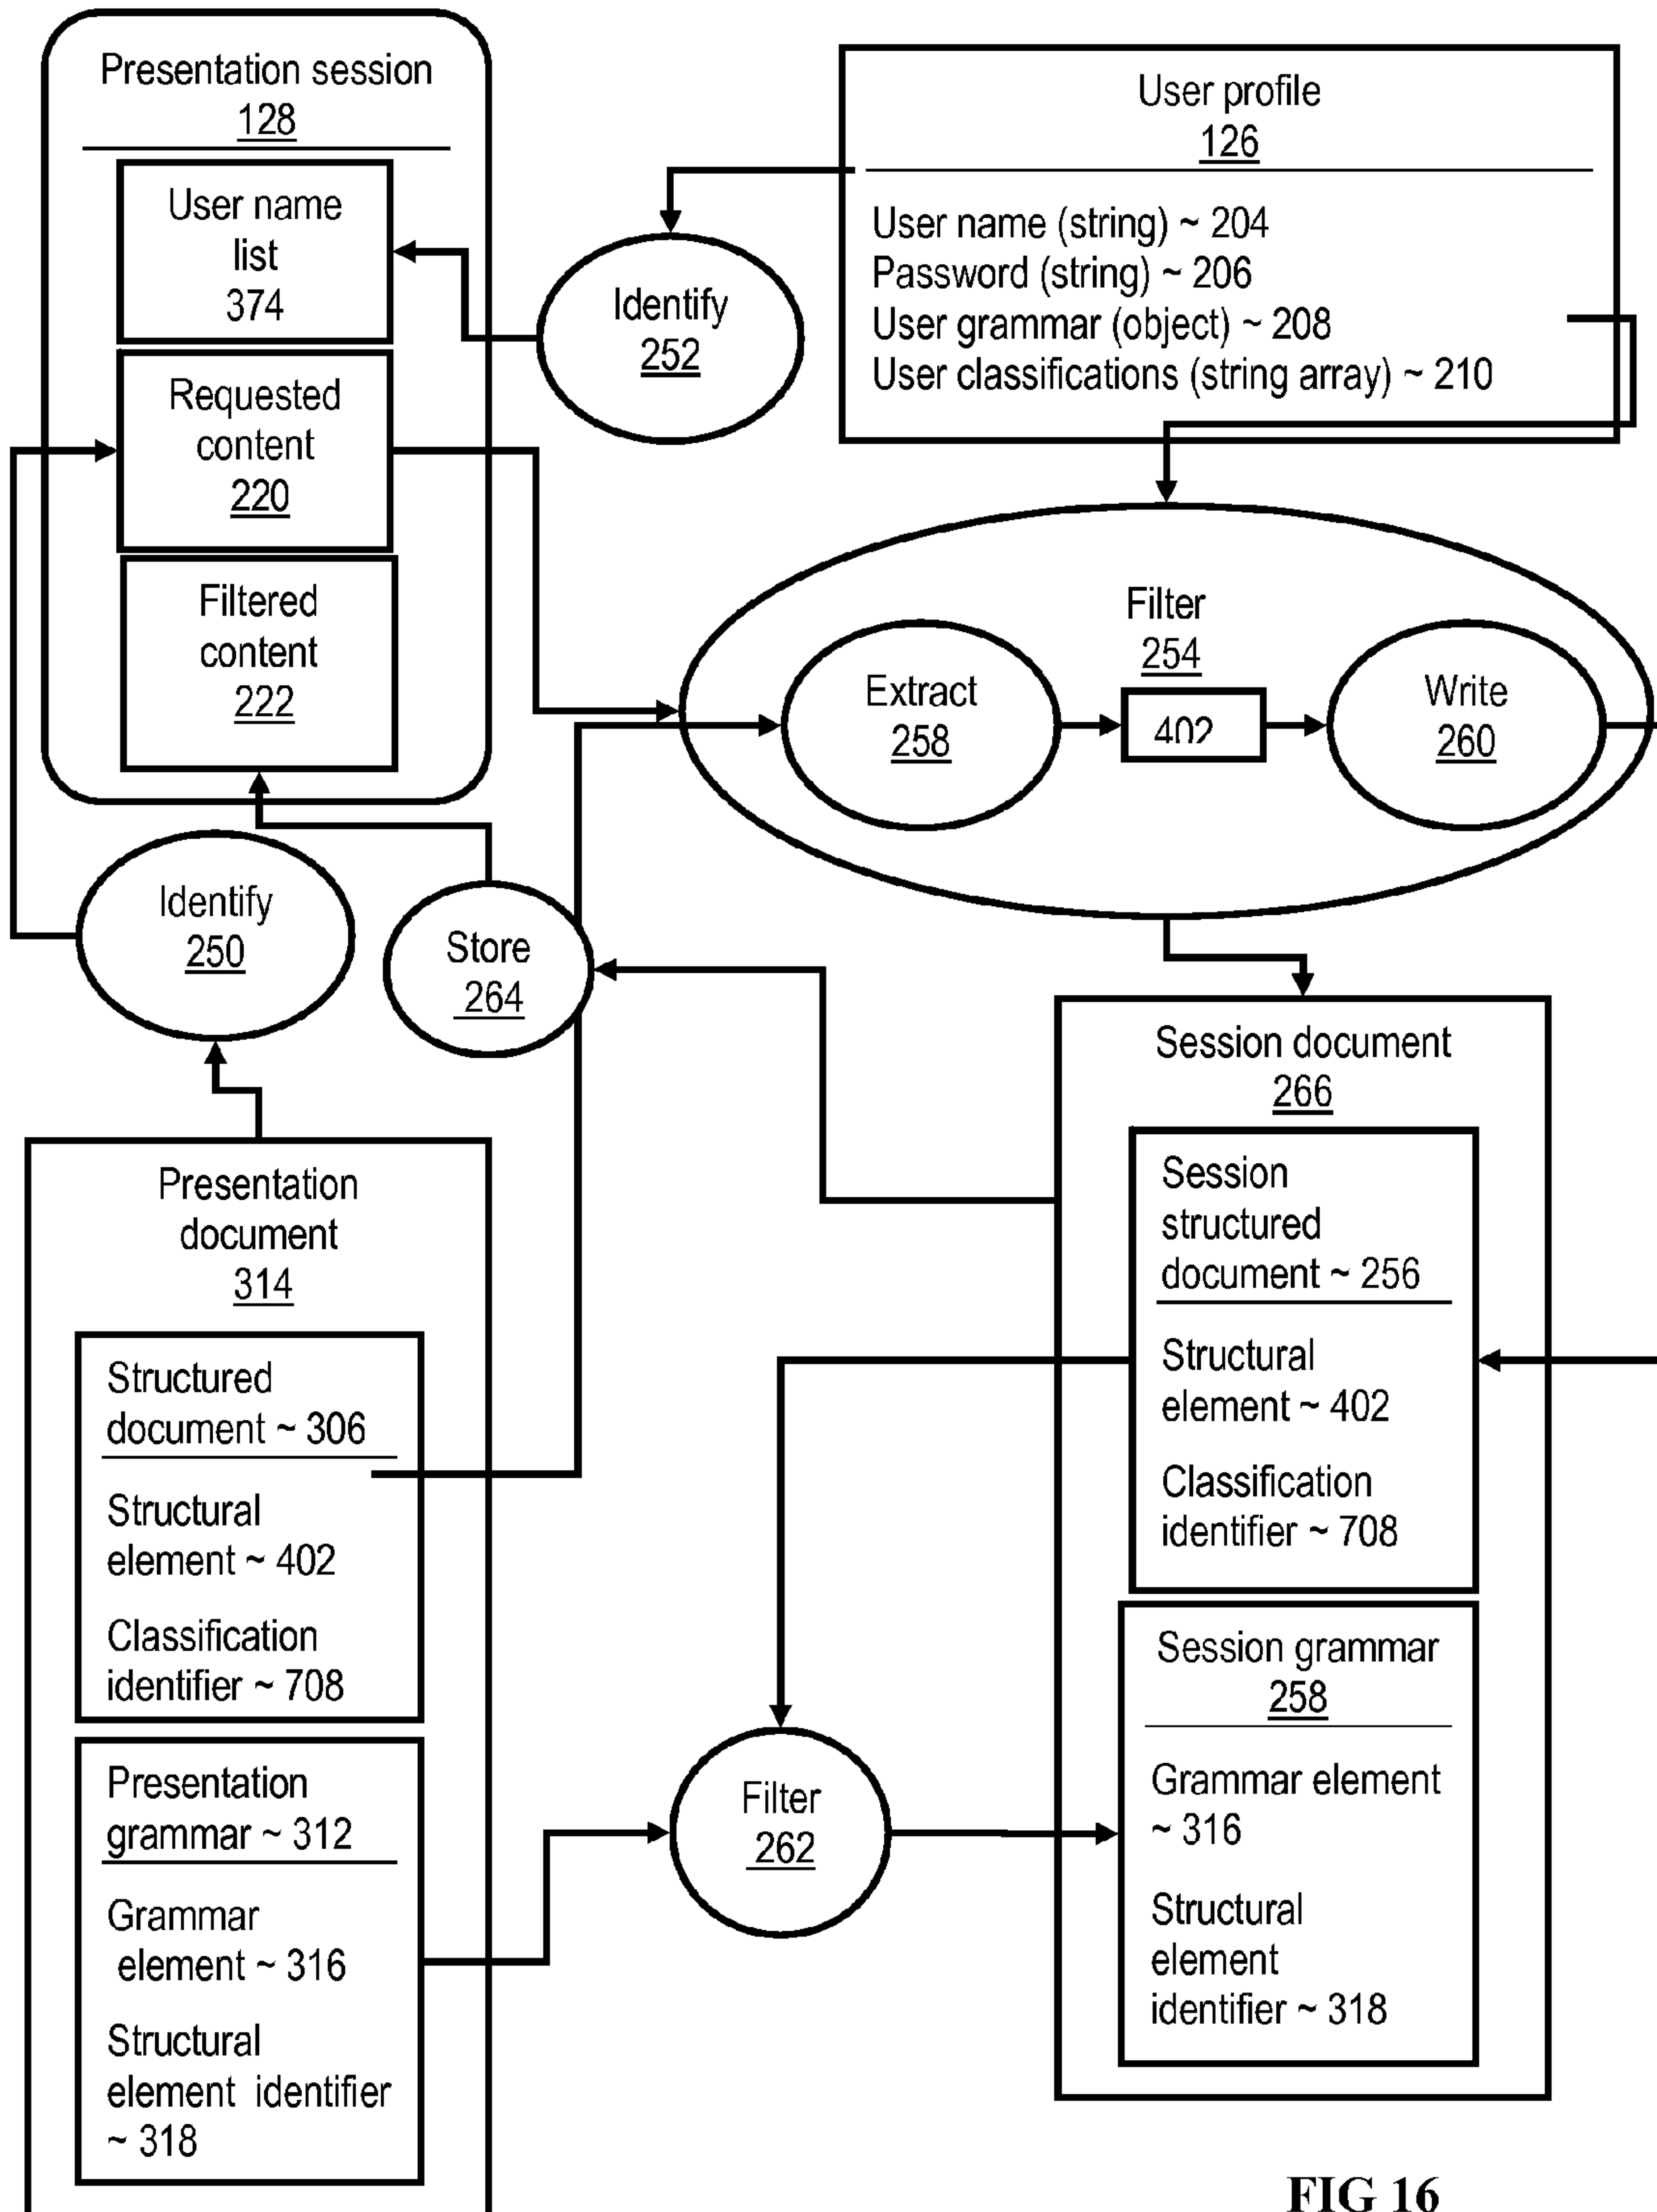 Presentation session
128
User name
list
374
Requested
content
220
Filtered
content
222
User profile
126
User name (string) ~ 204
Password (string) ~ 206
User grammar (object) ~ 208
User classifications (string array) ~ 210
Identify
252
Filter
254
Extract
258
402
Write
260
Identify
250
Store
264
Session document
266
Session
structured
document ~ 256
Structural
element ~ 402
Classification
identifier ~ 708
Session grammar
258
Grammar element
~ 316
Structural
element
identifier ~ 318
Presentation
document
314
Structured
document ~ 306
Structural
element ~ 402
Classification
identifier ~ 708
Presentation
grammar ~ 312
Grammar
element ~ 316
Structural
element identifier
~ 318
Filter
262
FIG 16